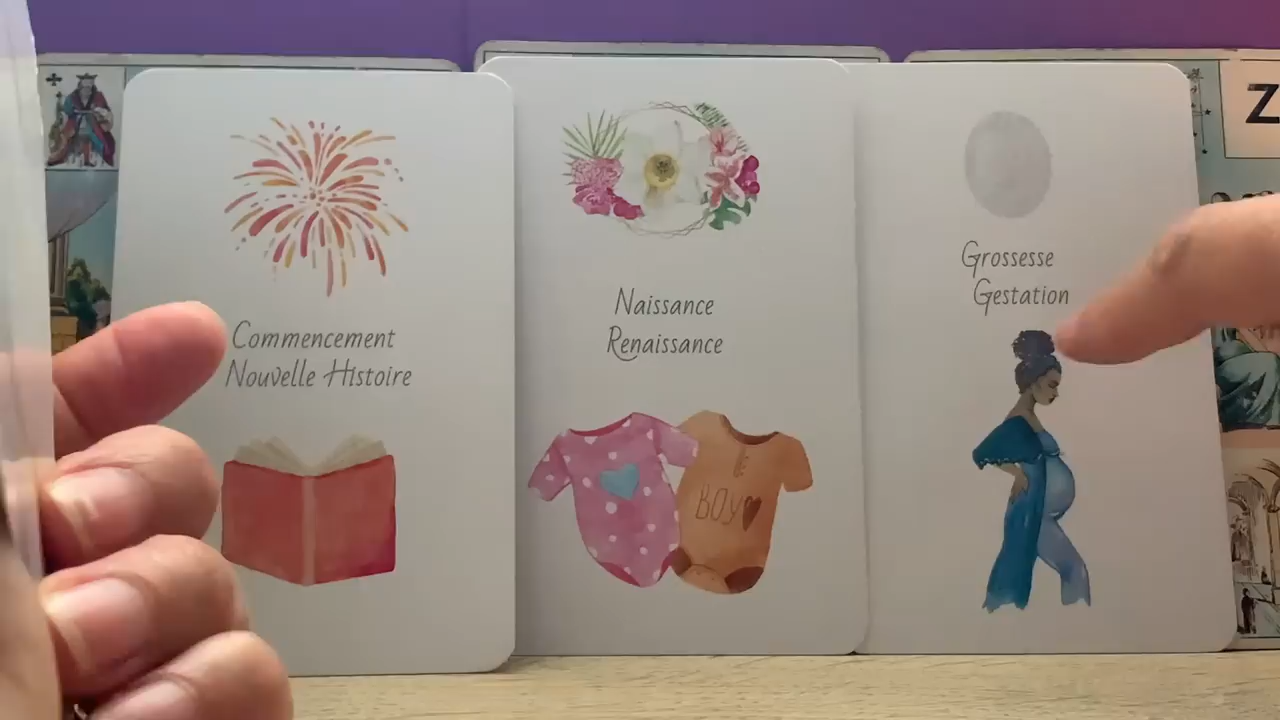 Commencement
Nouvelle Histoire
Naissance
Renaissance
BOY
Grossesse
Gestation
Z